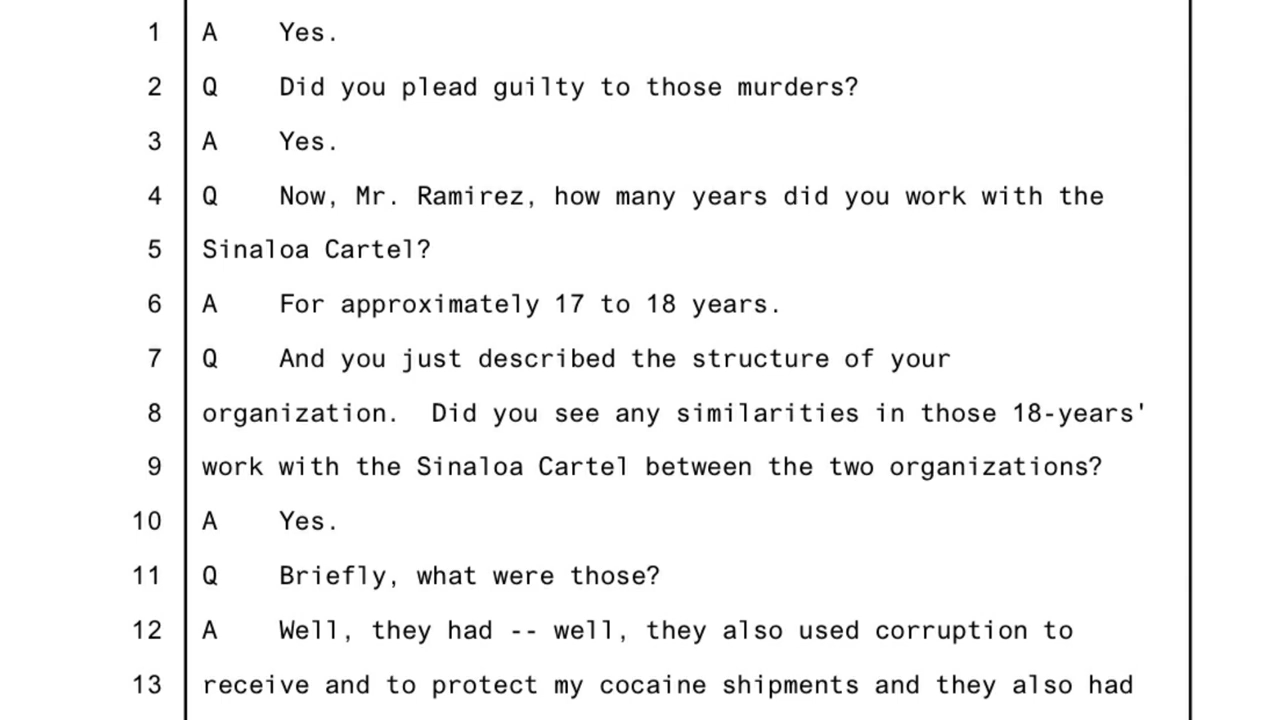 1 A Yes.
2 Q Did you plead guilty to those murders?
3 A Yes.
4 Q Now, Mr. Ramirez, how many years did you work with the
5 Sinaloa Cartel?
6 A For approximately 17 to 18 years.
7 Q And you just described the structure of your
8 organization.  Did you see any similarities in those 18-years'
9 work with the Sinaloa Cartel between the two organizations?
10 A Yes.
11 Q Briefly, what were those?
12 A Well, they had -- well, they also used corruption to
13 receive and to protect my cocaine shipments and they also had